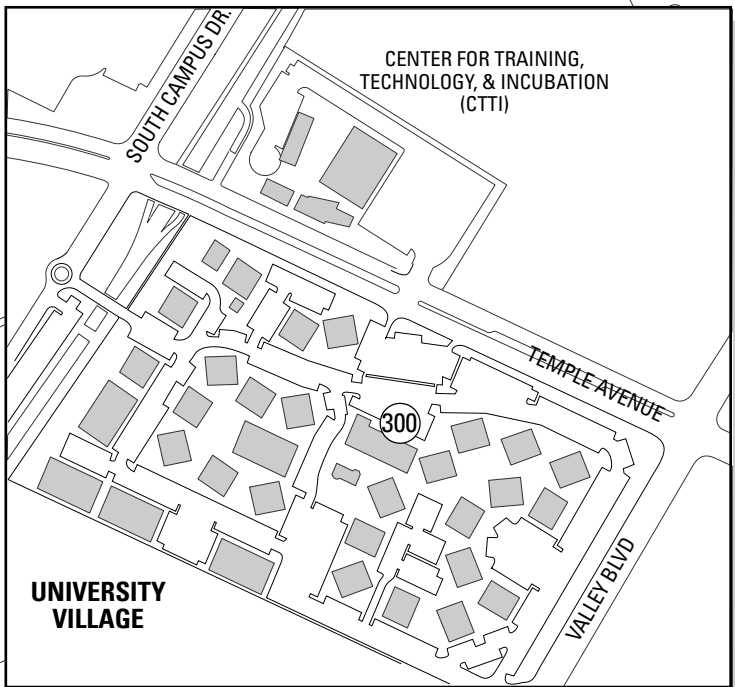 SOUTH CAMPUS DR.
CENTER FOR TRAINING,
TECHNOLOGY, & INCUBATION
(CTTI)
TEMPLE AVENUE
300
VALLEY BLVD
UNIVERSITY
VILLAGE